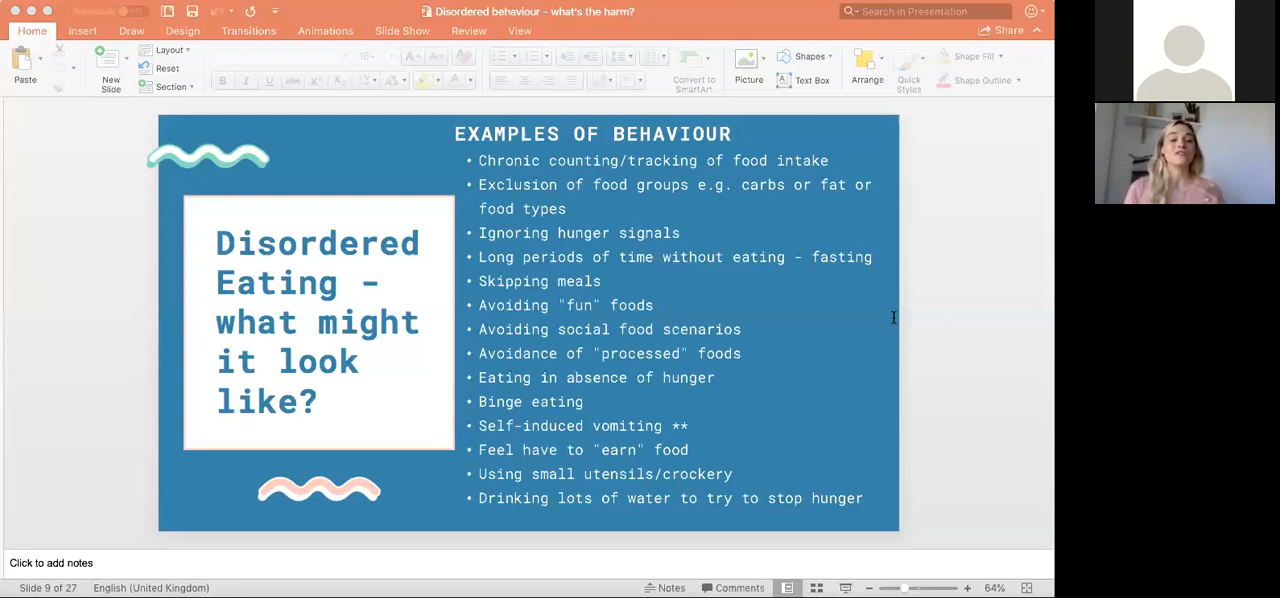 Disordered behaviour - what's the harm?
Search in Presentation
Home Insert Draw Design Transitions Animations Slide Show Review View Share
Paste
New Slide
Layout
Reset
Section
18
B I U abc X² X₂ AV Aa A
Convert to SmartArt
Picture
Shapes
Text Box
Arrange
Quick Styles
Shape Fill
Shape Outline
Disordered
Eating -
what might
it look
like?
EXAMPLES OF BEHAVIOUR
• Chronic counting/tracking of food intake
• Exclusion of food groups e.g. carbs or fat or
food types
• Ignoring hunger signals
• Long periods of time without eating - fasting
• Skipping meals
• Avoiding "fun" foods
• Avoiding social food scenarios
• Avoidance of "processed" foods
• Eating in absence of hunger
• Binge eating
• Self-induced vomiting **
• Feel have to "earn" food
• Using small utensils/crockery
• Drinking lots of water to try to stop hunger
Click to add notes
Slide 9 of 27 English (United Kingdom) Notes Comments 64%